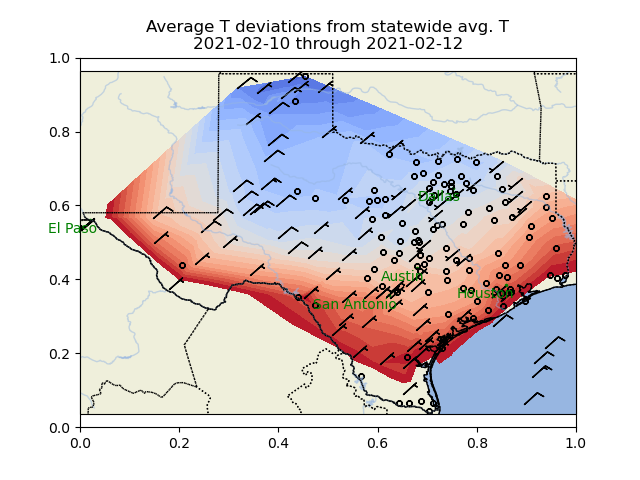 Average T deviations from statewide avg. T
2021-02-10 through 2021-02-12
1.0
0.8
0.6
0.4
0.2
0.0
El Paso
Dallas
Austin
San Antonio
Houston
0.0 0.2 0.4 0.6 0.8 1.0